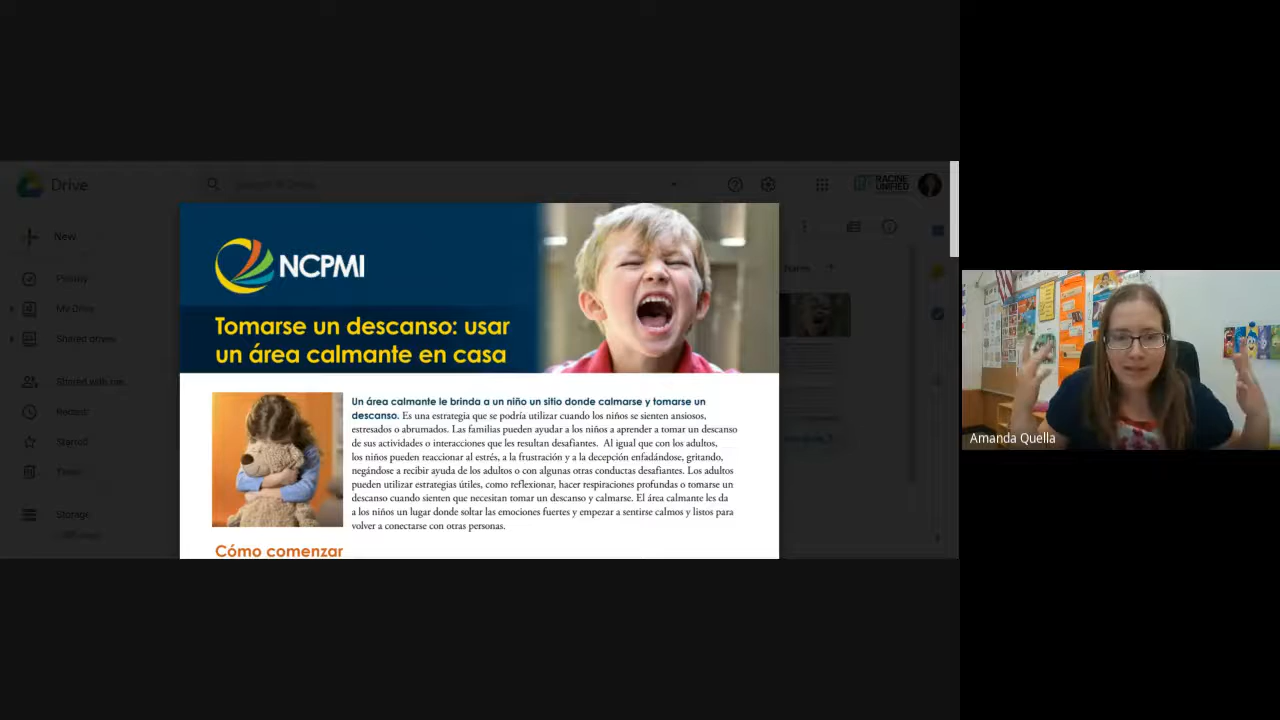 Drive
RACINE
UNIFIED
New
My Drive
Shared drives
Shared with me
Recent
Starred
Storage
Name
NCPMI
Tomarse un descanso: usar
un área calmante en casa
Un área calmante le brinda a un niño un sitio donde calmarse y tomarse un
descanso. Es una estrategia que se podría utilizar cuando los niños se sienten ansiosos,
estresados o abrumados. Las familias pueden ayudar a los niños a aprender a tomar un descanso
de sus actividades o interacciones que les resultan desafiantes. Al igual que con los adultos,
los niños pueden reaccionar al estrés, a la frustración y a la decepción enfadándose, gritando,
negándose a recibir ayuda de los adultos o con algunas otras conductas desafiantes. Los adultos
pueden utilizar estrategias útiles, como reflexionar, hacer respiraciones profundas o tomarse un
descanso cuando sienten que necesitan tomar un descanso y calmarse. El área calmante les da
a los niños un lugar donde soltar las emociones fuertes y empezar a sentirse calmos y listos para
volver a conectarse con otras personas.
Cómo comenzar
Amanda Quella